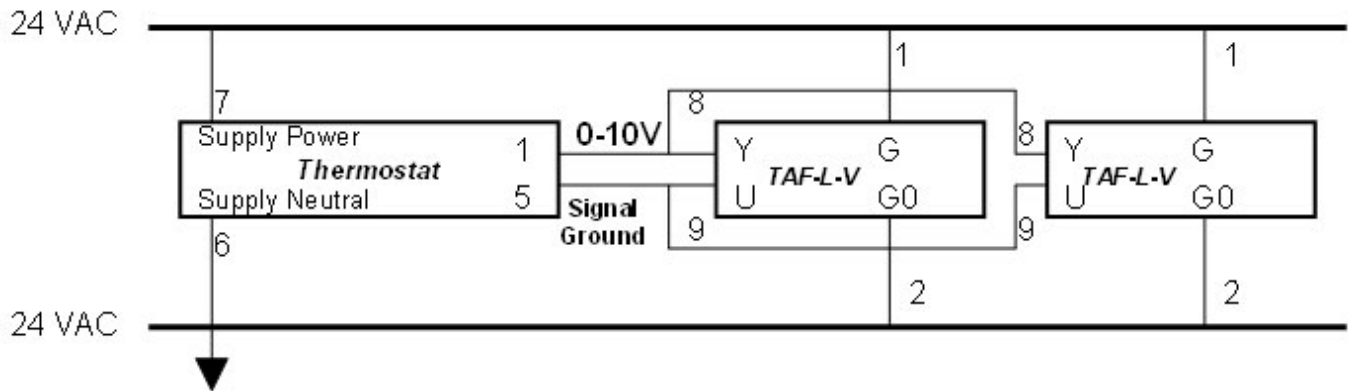 24 VAC
1 1
7 8
Supply Power 1 0-10V Y G 8 Y G
Thermostat TAF-L-V TAF-L-V
Supply Neutral 5 Signal U G0 U G0
Ground
6 9 9
2 2
24 VAC